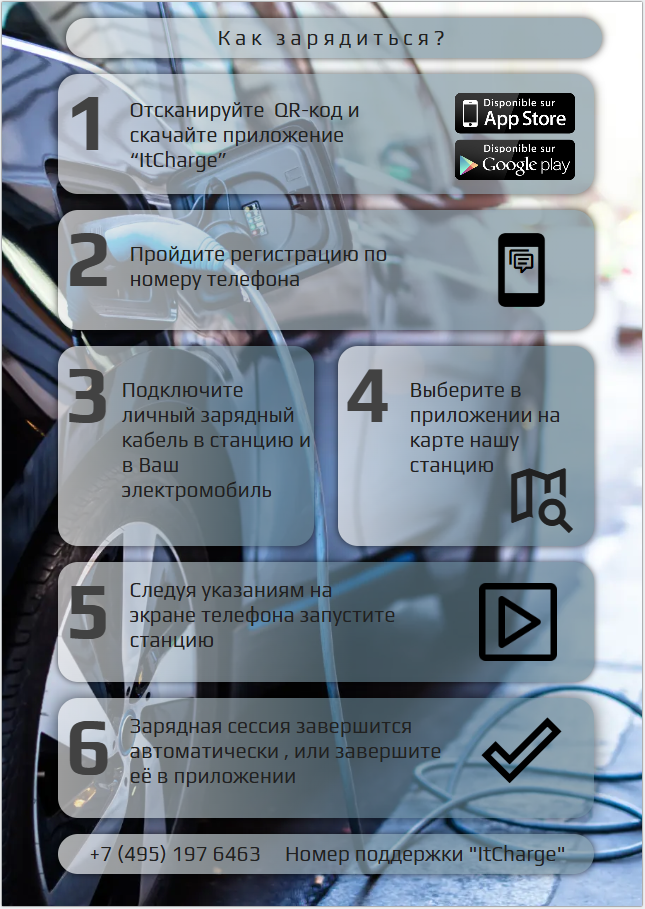 Как зарядиться?
1
Отсканируйте QR-код и
скачайте приложение
“ItCharge”
Disponible sur
App Store
Disponible sur
Google play
2
Пройдите регистрацию по
номеру телефона
3
Подключите
личный зарядный
кабель в станцию и
в Ваш
электромобиль
4
Выберите в
приложении на
карте нашу
станцию
5
Следуя указаниям на
экране телефона запустите
станцию
6
Зарядная сессия завершится
автоматически , или завершите
её в приложении
+7 (495) 197 6463 Номер поддержки "ItCharge"